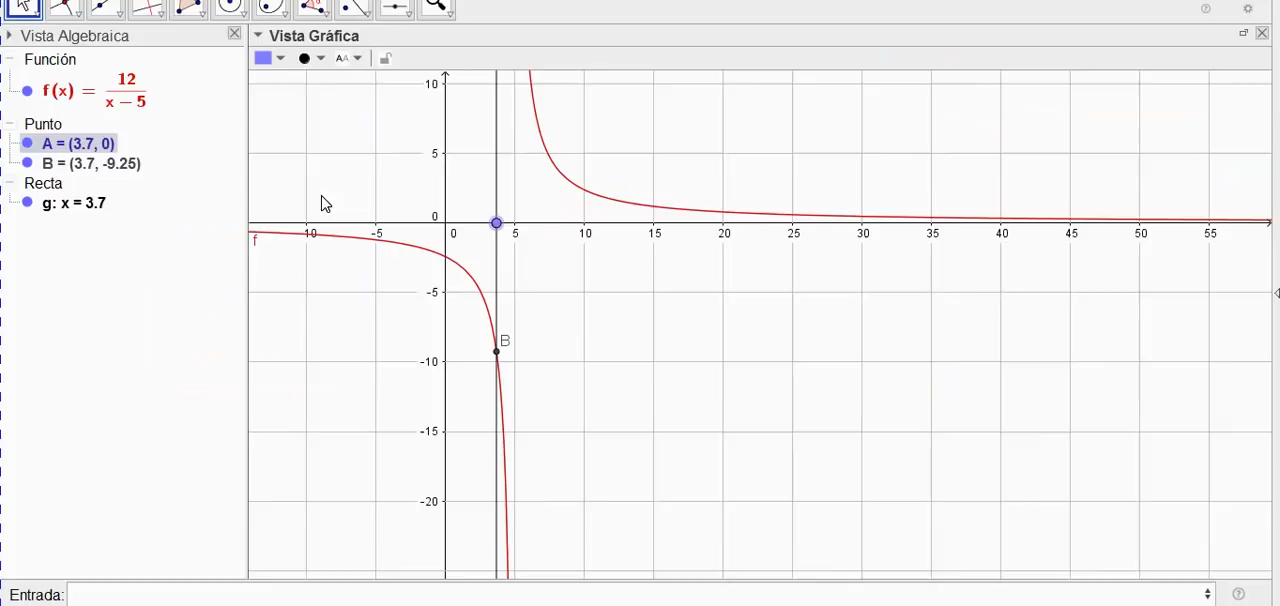 Vista Algebraica
Vista Gráfica
Función
f(x) = 12 / x − 5
Punto
A = (3.7, 0)
B = (3.7, -9.25)
Recta
g: x = 3.7
AA
10
5
0
-10 -5 0 5 10 15 20 25 30 35 40 45 50 55
f
-5
B
-10
-15
-20
Entrada: